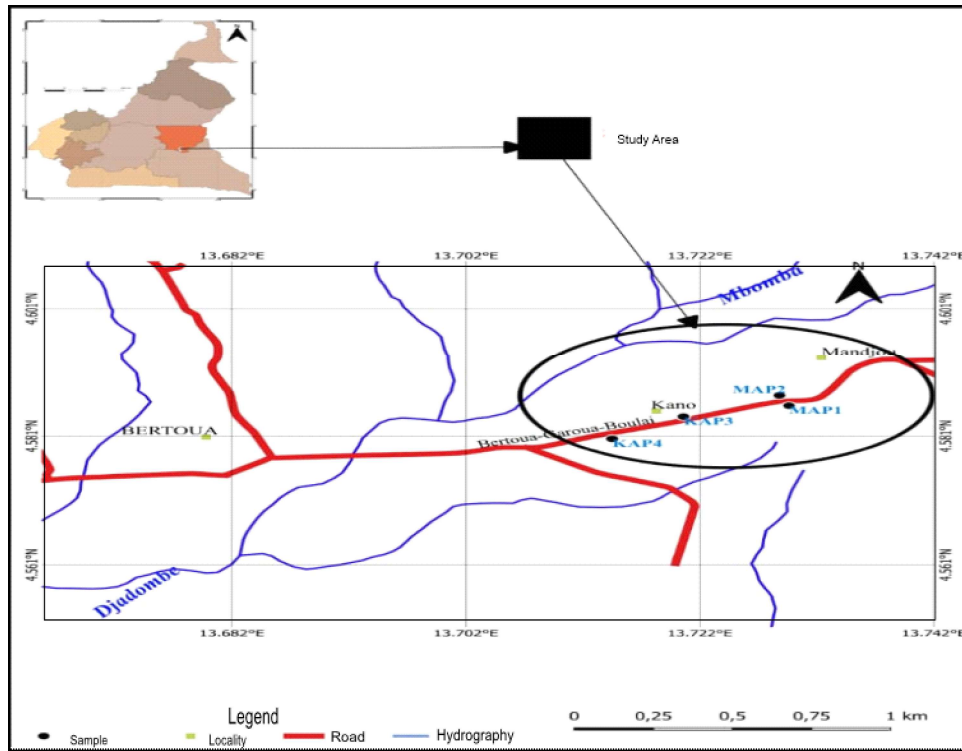 N
Study Area
13.682°E 13.702°E 13.722°E 13.742°E
N
4.601°N 4.601°N
Mbombu
Mandjou
MAP2
MAP1
Kano
KAP3
BERTOUA
Bertoua-Garoua-Boulai
KAP4
4.581°N 4.581°N
4.561°N 4.561°N
Djadombe
13.682°E 13.702°E 13.722°E 13.742°E
Legend
Sample Locality Road Hydrography
0 0,25 0,5 0,75 1 km